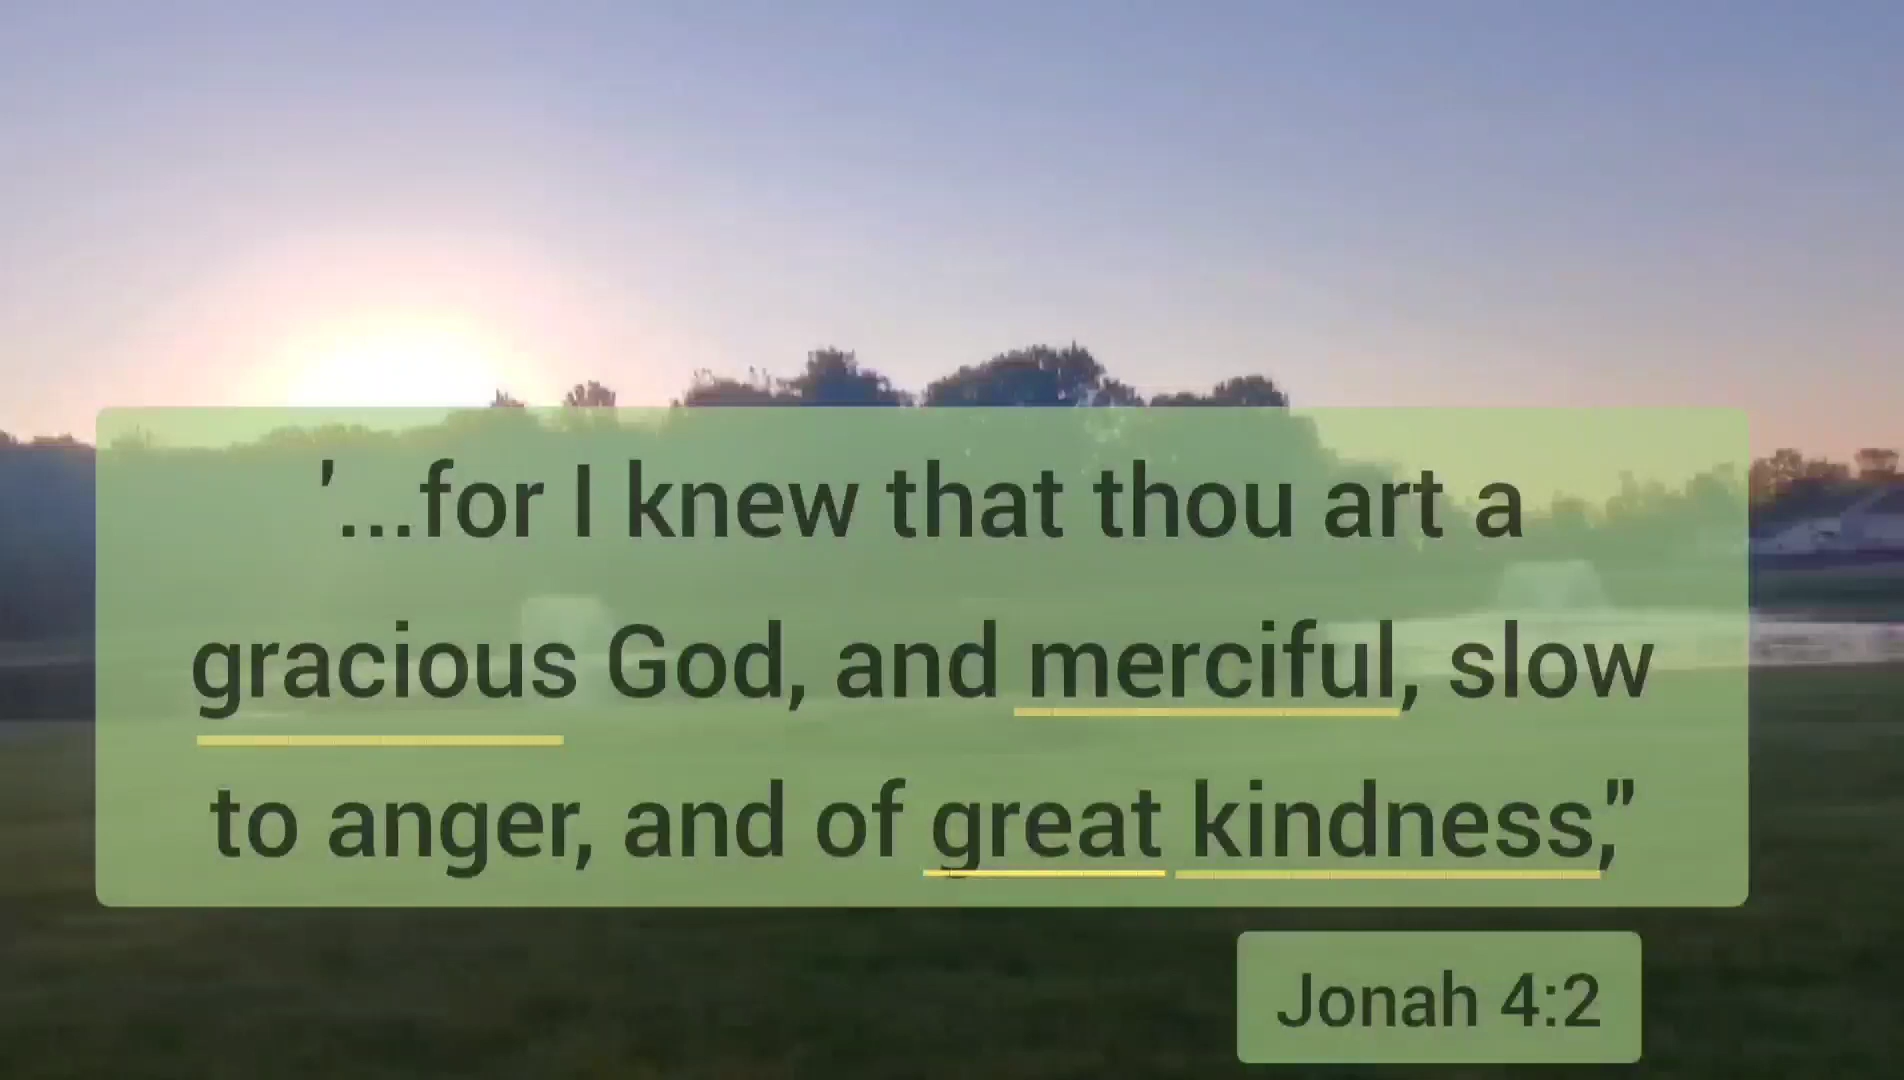 '...for I knew that thou art a
gracious God, and merciful, slow
to anger, and of great kindness,”
Jonah 4:2